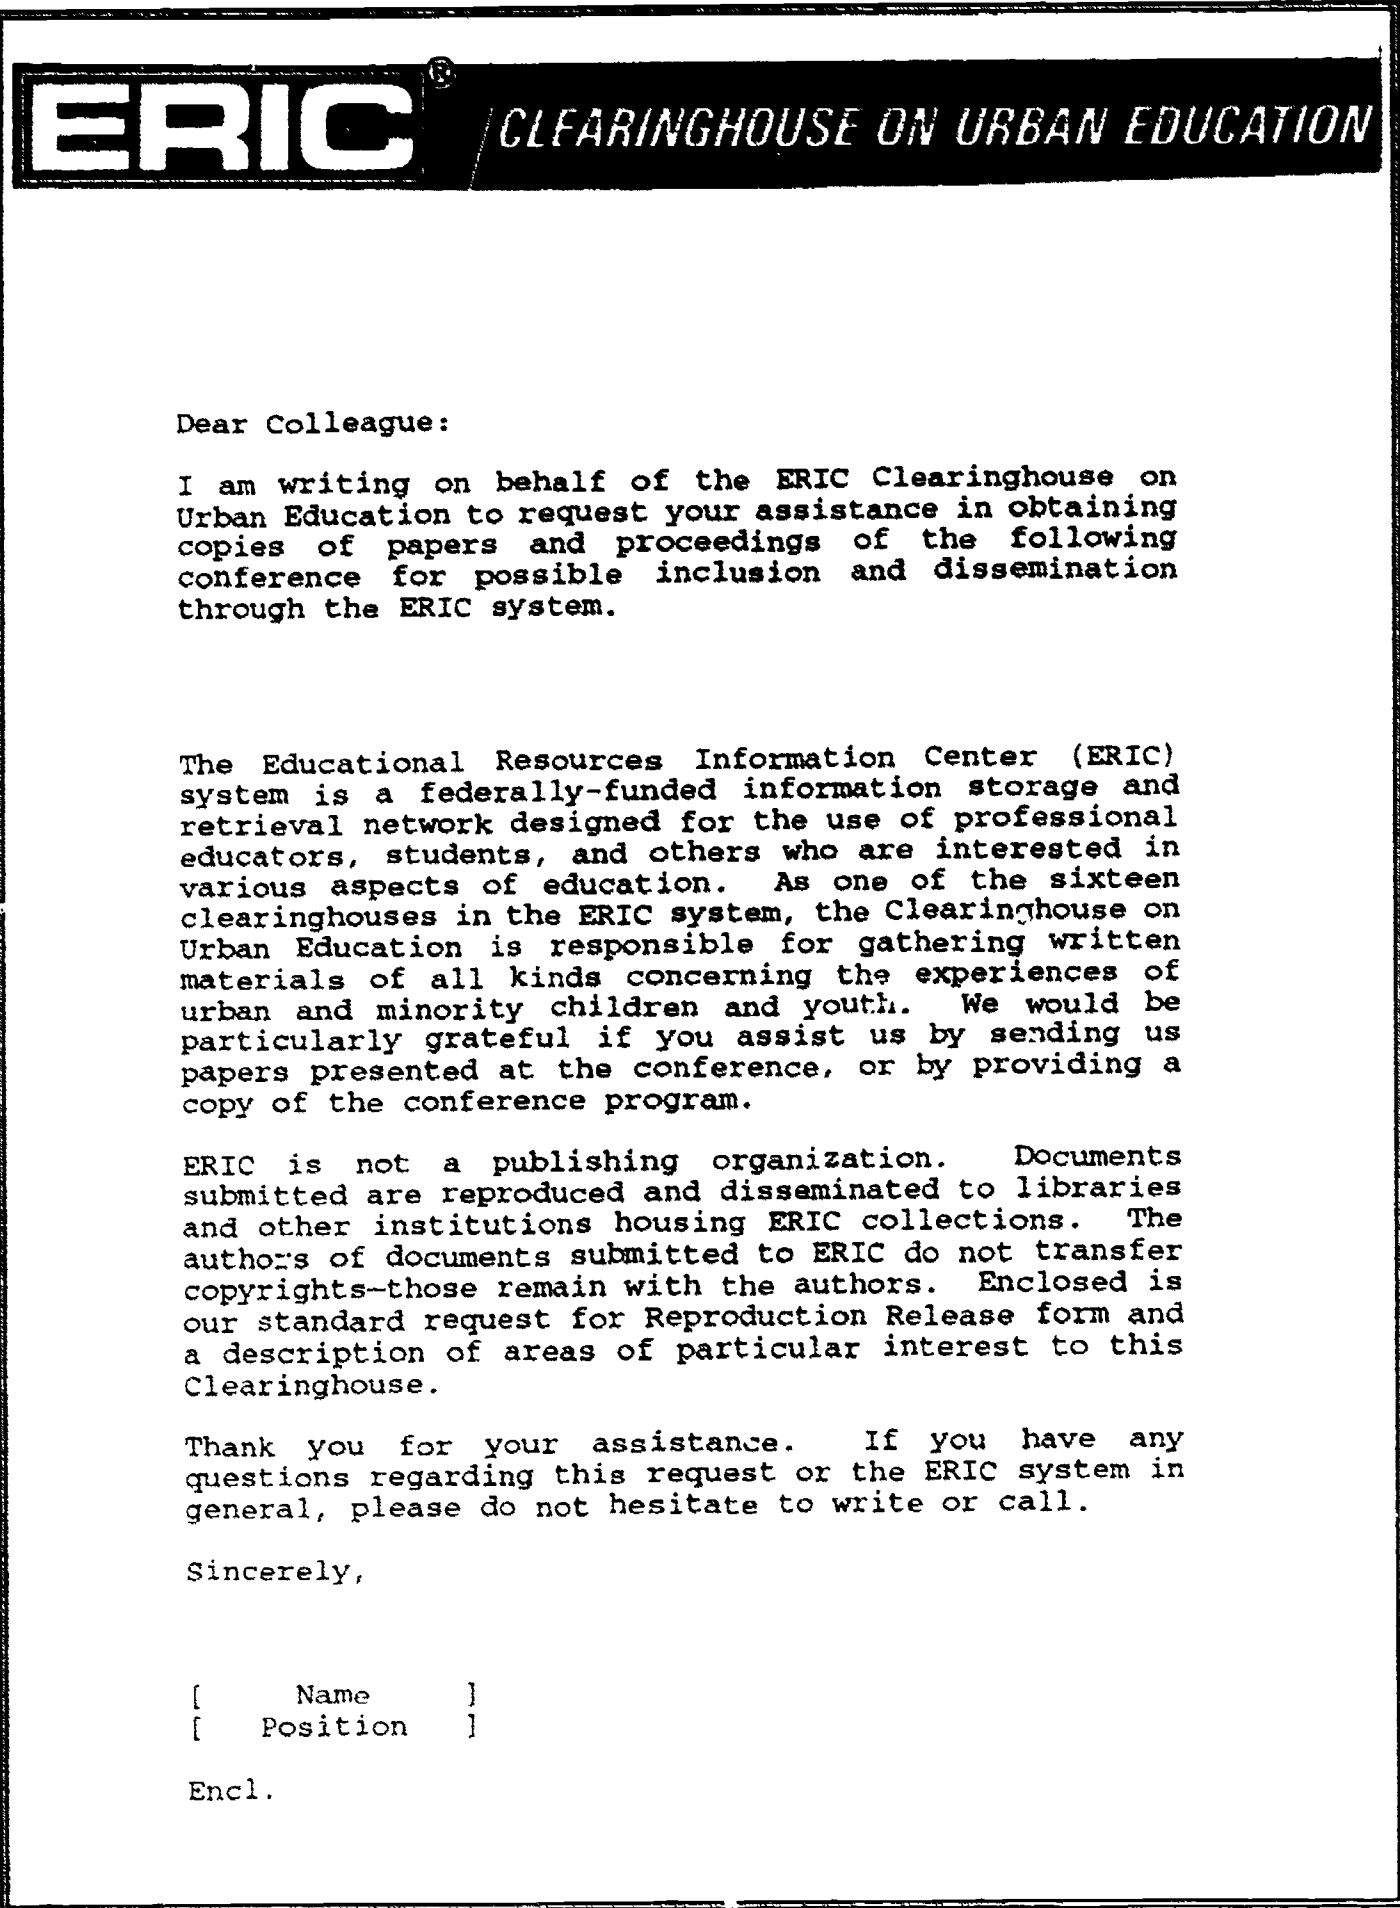 ERIC® /CLEARINGHOUSE ON URBAN EDUCATION
Dear Colleague:
I am writing on behalf of the ERIC Clearinghouse on
Urban Education to request your assistance in obtaining
copies of papers and proceedings of the following
conference for possible inclusion and dissemination
through the ERIC system.
The Educational Resources Information Center (ERIC)
system is a federally-funded information storage and
retrieval network designed for the use of professional
educators, students, and others who are interested in
various aspects of education. As one of the sixteen
clearinghouses in the ERIC system, the Clearinghouse on
Urban Education is responsible for gathering written
materials of all kinds concerning the experiences of
urban and minority children and youth. We would be
particularly grateful if you assist us by sending us
papers presented at the conference, or by providing a
copy of the conference program.
ERIC is not a publishing organization. Documents
submitted are reproduced and disseminated to libraries
and other institutions housing ERIC collections. The
authors of documents submitted to ERIC do not transfer
copyrights—those remain with the authors. Enclosed is
our standard request for Reproduction Release form and
a description of areas of particular interest to this
Clearinghouse.
Thank you for your assistance. If you have any
questions regarding this request or the ERIC system in
general, please do not hesitate to write or call.
Sincerely,
[ Name ]
[ Position ]
Encl.